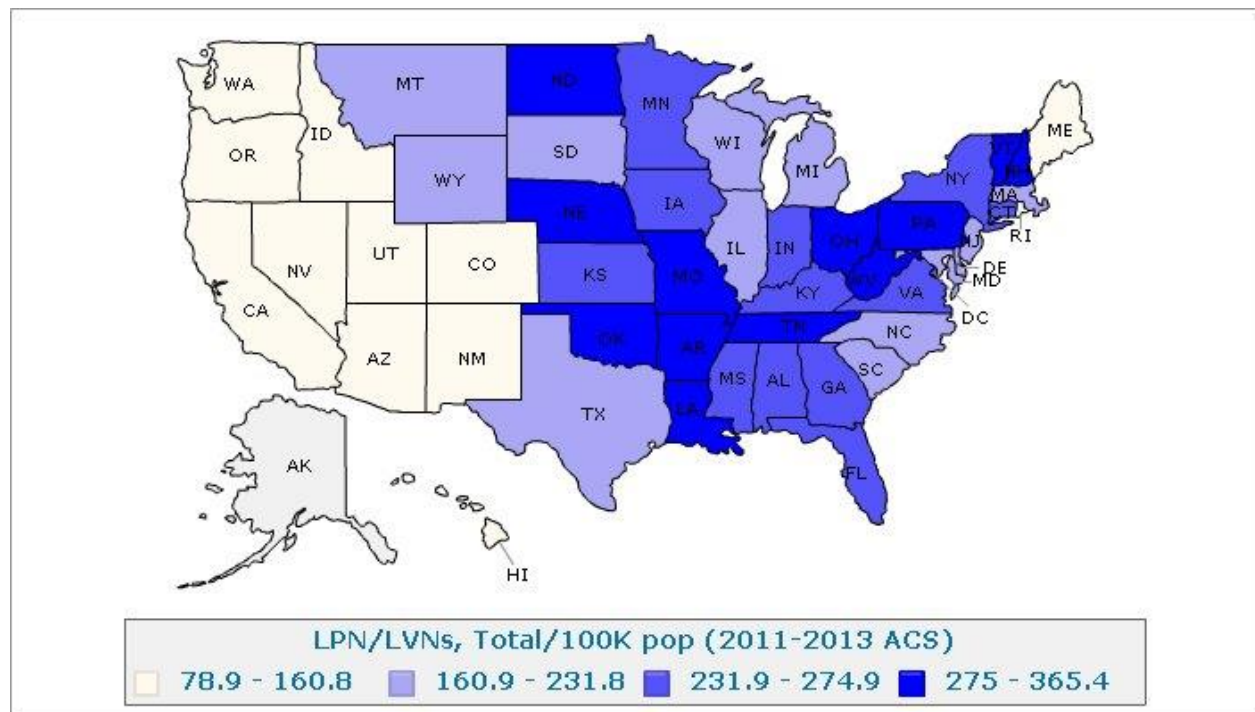 WA
MT
ND
MN
ME
ID
OR
SD
WI
MI
VT
NH
NY
WY
MA
IA
NE
CT
RI
PA
NV
UT
CO
IL
IN
OH
NJ
KS
MO
WV
DE
MD
CA
KY
VA
DC
AZ
NM
OK
AR
TN
NC
SC
MS
AL
GA
TX
LA
AK
FL
HI
LPN/LVNs, Total/100K pop (2011-2013 ACS)
78.9 - 160.8 160.9 - 231.8 231.9 - 274.9 275 - 365.4